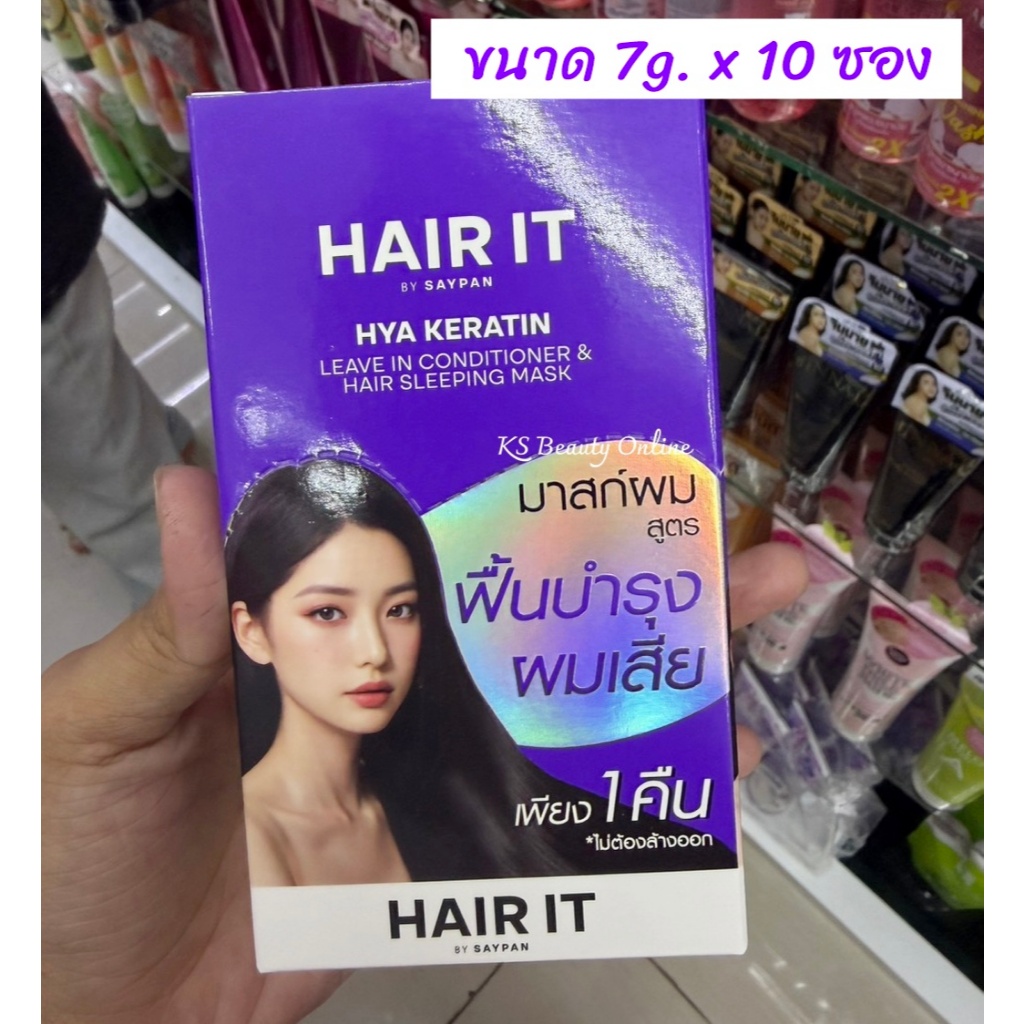 ขนาด 7g. x 10 ซอง
HAIR IT
BY SAYPAN
HYA KERATIN
LEAVE IN CONDITIONER &
HAIR SLEEPING MASK
KS Beauty Online
มาสก์ผม
สูตร
ฟื้นบำรุง
ผมเสีย
เพียง 1 คืน
*ไม่ต้องล้างออก
HAIR IT
BY SAYPAN
2X
2X